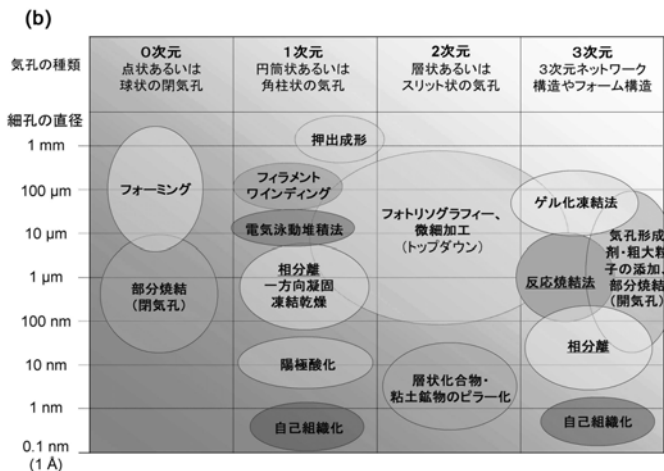 (b)
気孔の種類
0次元
点状あるいは
球状の閉気孔
1次元
円筒状あるいは
角柱状の気孔
2次元
層状あるいは
スリット状の気孔
3次元
3次元ネットワーク
構造やフォーム構造
細孔の直径
1 mm
100 μm
10 μm
1 μm
100 nm
10 nm
1 nm
0.1 nm
(1 Å)
フォーミング
部分焼結
(閉気孔)
押出成形
フィラメント
ワインディング
電気泳動堆積法
相分離
一方向凝固
凍結乾燥
陽極酸化
自己組織化
フォトリソグラフィー、
微細加工
(トップダウン)
層状化合物・
粘土鉱物のピラー化
ゲル化凍結法
気孔形成
剤・粗大粒
子の添加、
部分焼結
(開気孔)
反応焼結法
相分離
自己組織化